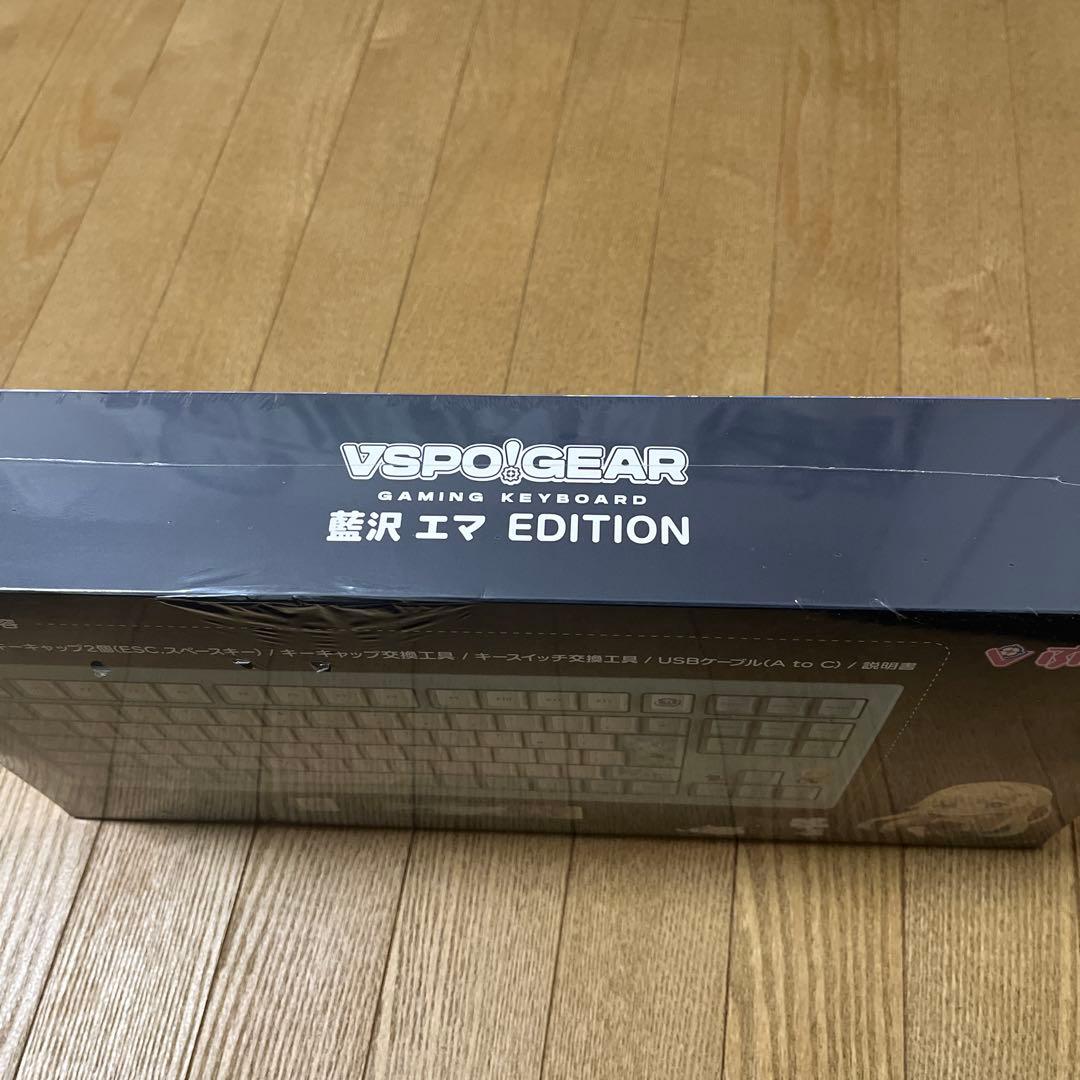 VSPO!GEAR
GAMING KEYBOARD
藍沢 エマ EDITION
キーキャップ2個(ESC,スペースキー) / キーキャップ交換工具 / キースイッチ交換工具 / USBケーブル(A to C) / 説明書